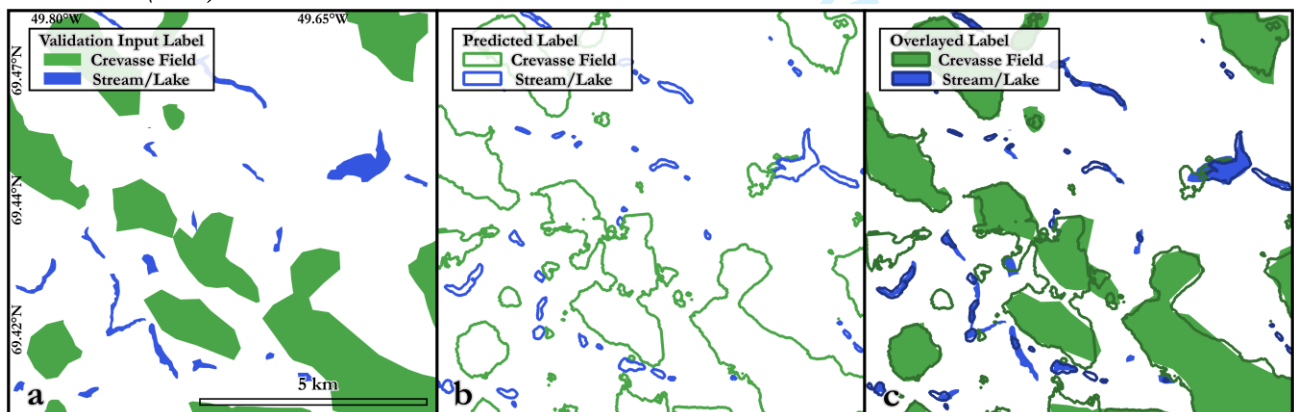 49.80°W 49.65°W
69.47°N
69.44°N
69.42°N
Validation Input Label
Crevasse Field
Stream/Lake
5 km
a
Predicted Label
Crevasse Field
Stream/Lake
b
Overlayed Label
Crevasse Field
Stream/Lake
c